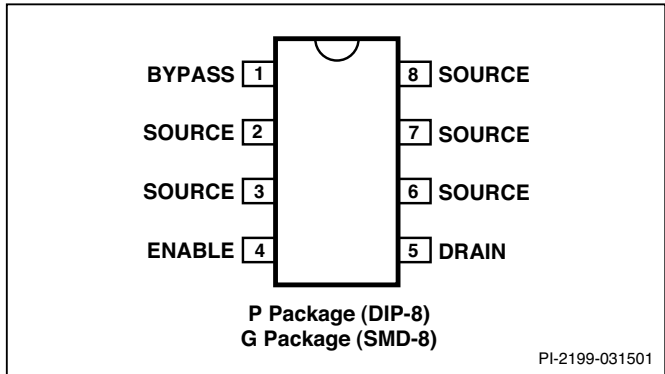 BYPASS 1 8 SOURCE
SOURCE 2 7 SOURCE
SOURCE 3 6 SOURCE
ENABLE 4 5 DRAIN
P Package (DIP-8)
G Package (SMD-8)
PI-2199-031501